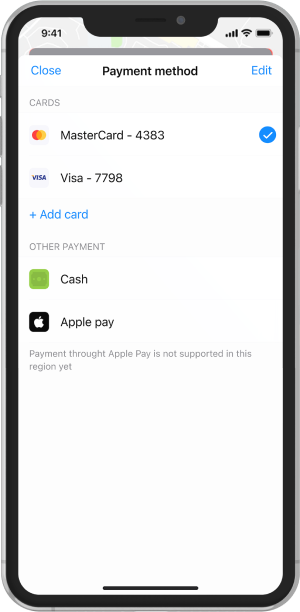 9:41
Close Payment method Edit
CARDS
MasterCard - 4383
VISA Visa - 7798
+ Add card
OTHER PAYMENT
Cash
Apple pay
Payment throught Apple Pay is not supported in this
region yet